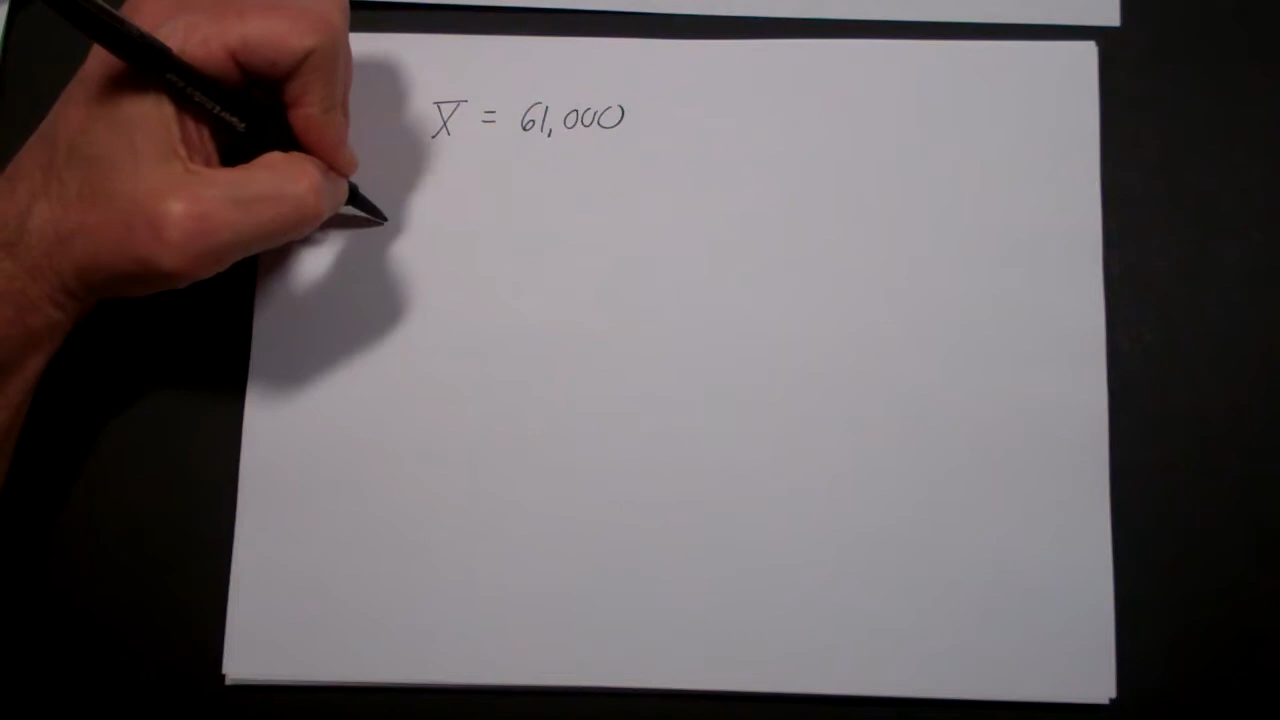 X̅ = 61,000